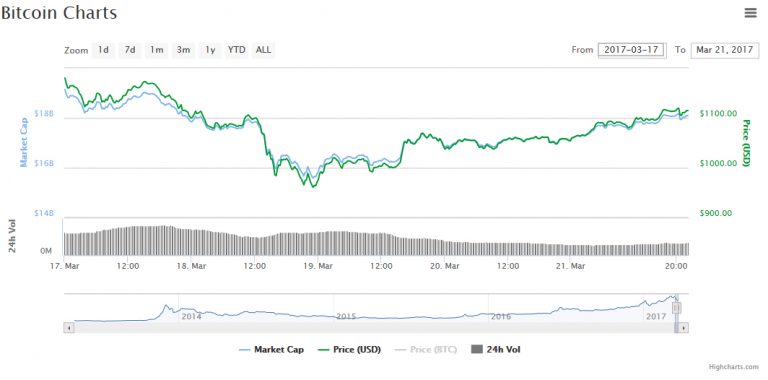 Bitcoin Charts
Zoom 1d 7d 1m 3m 1y YTD ALL From 2017-03-17 To Mar 21, 2017
Market Cap
$18B
$16B
$14B
Price (USD)
$1100.00
$1000.00
$900.00
24h Vol
0M
17. Mar 12:00 18. Mar 12:00 19. Mar 12:00 20. Mar 12:00 21. Mar 20:00
2014 2015 2016 2017
Market Cap Price (USD) Price (BTC) 24h Vol
Highcharts.com